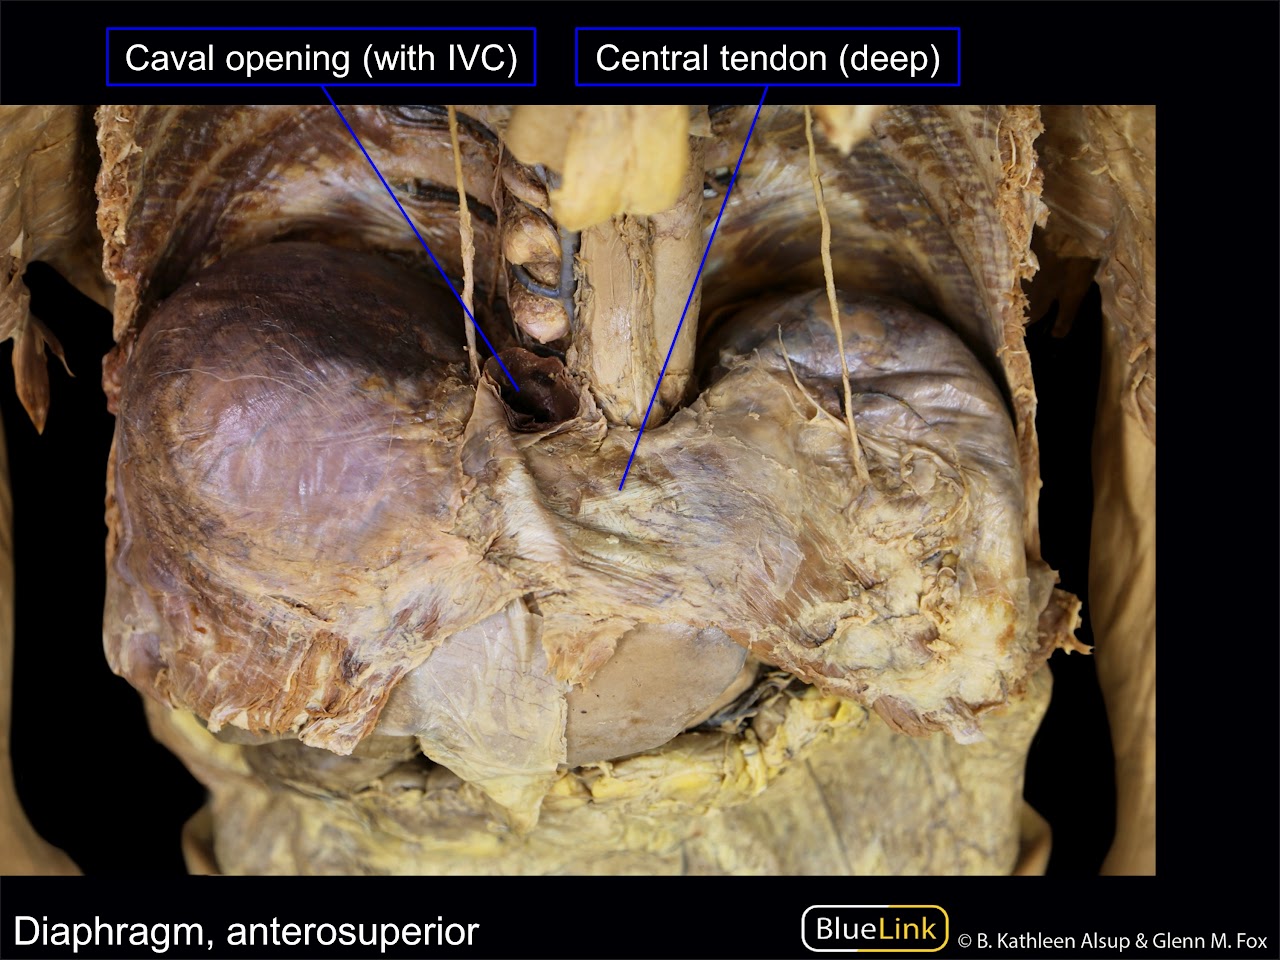 Caval opening (with IVC)
Central tendon (deep)
Diaphragm, anterosuperior
BlueLink
© B. Kathleen Alsup & Glenn M. Fox